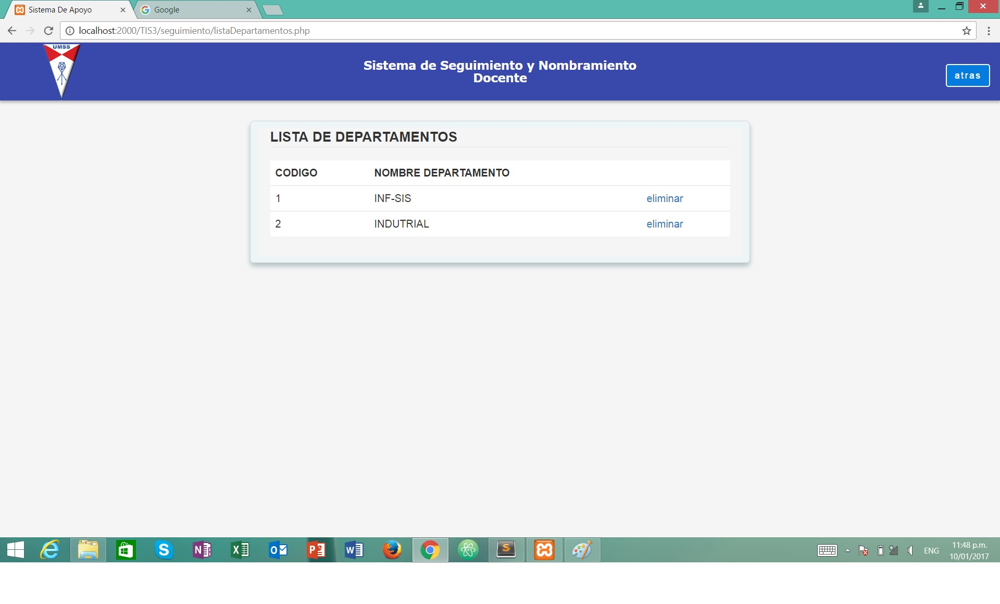 Sistema De Apoyo
Google
localhost:2000/TIS3/seguimiento/listaDepartamentos.php
UMSS
Sistema de Seguimiento y Nombramiento
Docente
atras
LISTA DE DEPARTAMENTOS
CODIGO NOMBRE DEPARTAMENTO
1 INF-SIS eliminar
2 INDUTRIAL eliminar
ENG
11:48 p.m.
10/01/2017